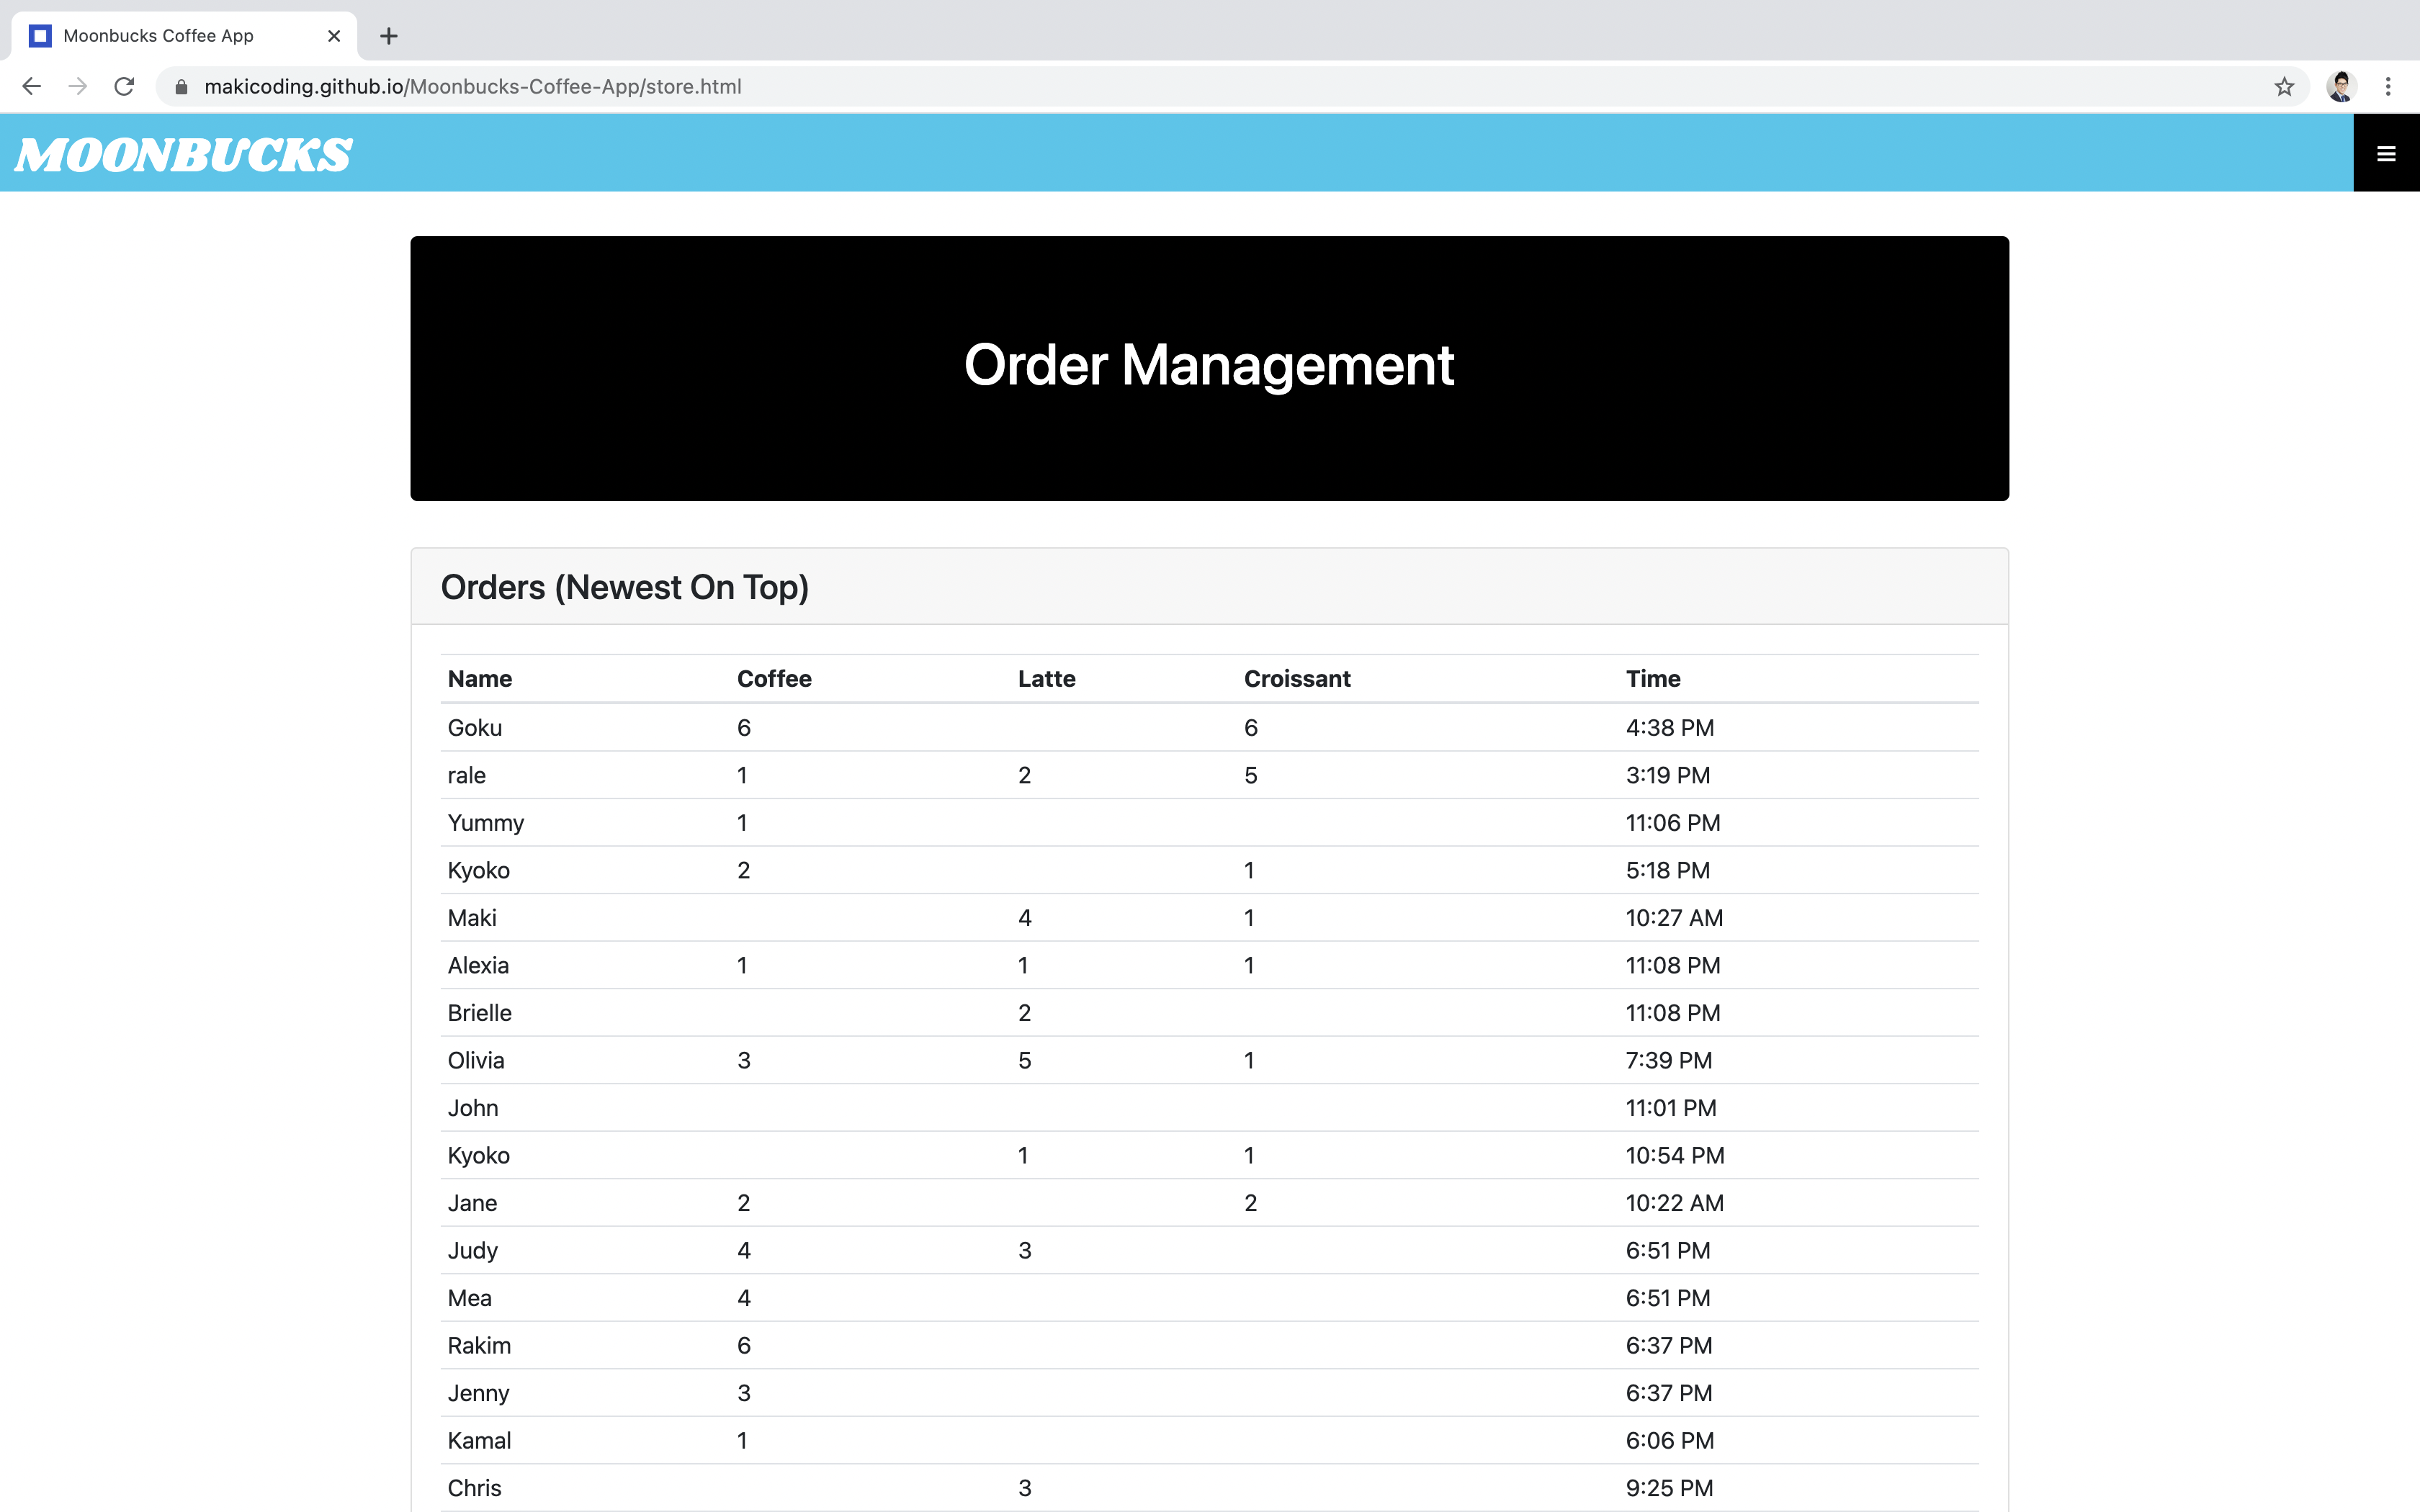 Moonbucks Coffee App
makicoding.github.io/Moonbucks-Coffee-App/store.html
MOONBUCKS
Order Management
Orders (Newest On Top)
Name Coffee Latte Croissant Time
Goku 6 6 4:38 PM
rale 1 2 5 3:19 PM
Yummy 1 11:06 PM
Kyoko 2 1 5:18 PM
Maki 4 1 10:27 AM
Alexia 1 1 1 11:08 PM
Brielle 2 11:08 PM
Olivia 3 5 1 7:39 PM
John 11:01 PM
Kyoko 1 1 10:54 PM
Jane 2 2 10:22 AM
Judy 4 3 6:51 PM
Mea 4 6:51 PM
Rakim 6 6:37 PM
Jenny 3 6:37 PM
Kamal 1 6:06 PM
Chris 3 9:25 PM